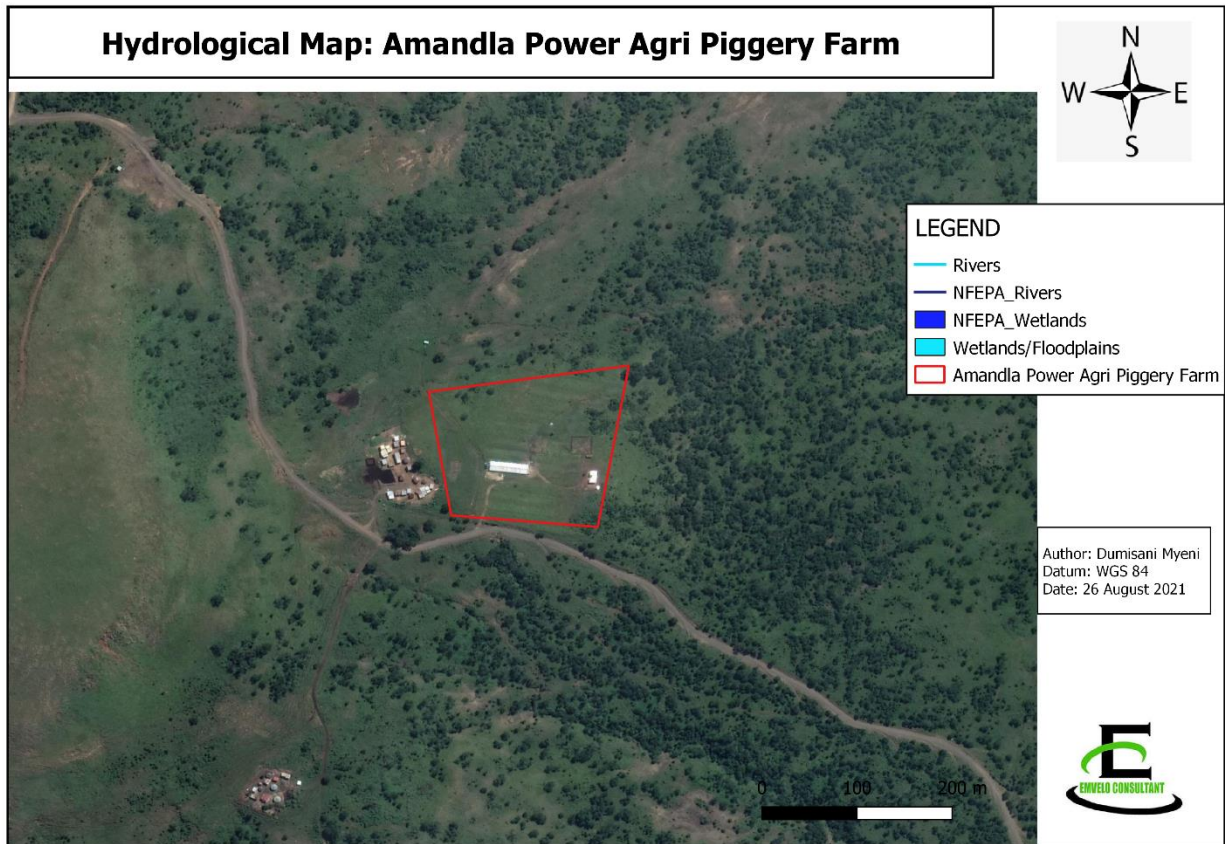 Hydrological Map: Amandla Power Agri Piggery Farm
N
W E
S
LEGEND
Rivers
NFEPA_Rivers
NFEPA_Wetlands
Wetlands/Floodplains
Amandla Power Agri Piggery Farm
Author: Dumisani Myeni
Datum: WGS 84
Date: 26 August 2021
0 100 200 m
E
EMVELO CONSULTANT